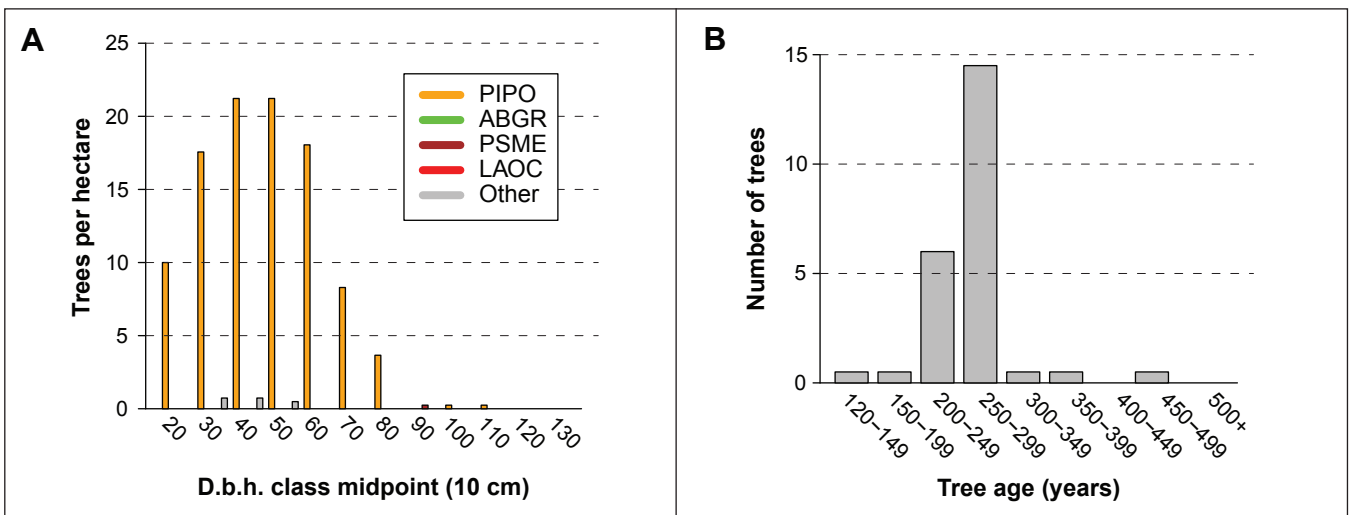 A
Trees per hectare
25
20
15
10
5
0
PIPO
ABGR
PSME
LAOC
Other
20 30 40 50 60 70 80 90 100 110 120 130
D.b.h. class midpoint (10 cm)
B
Number of trees
15
10
5
0
120–149 150–199 200–249 250–299 300–349 350–399 400–449 450–499 500+
Tree age (years)